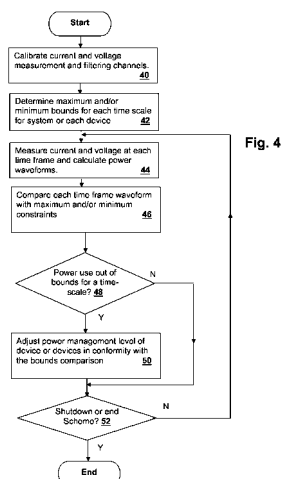 Start
Calibrate current and voltage
measurement and filtering channels.
40
Determine maximum and/or
minimum bounds for each time scale
for system or each device 42
Fig. 4
Measure current and voltage at each
time frame and calculate power
waveforms. 44
Compare each time frame waveform
with maximum and/or minimum
constraints 46
Power use out of
bounds for a time-
scale? 48
N
Y
Adjust power management level of
device or devices in conformity with
the bounds comparison
50
Shutdown or end
Scheme? 52
N
Y
End